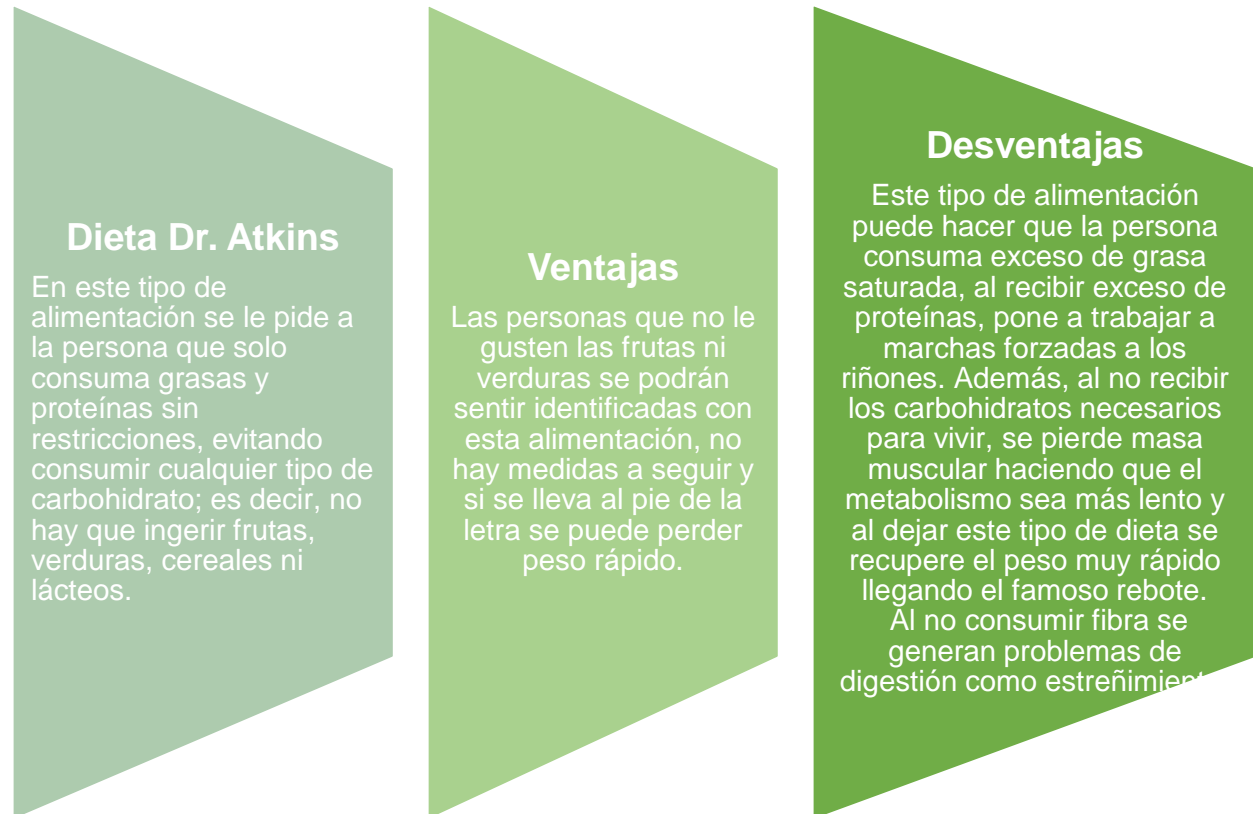 Dieta Dr. Atkins
En este tipo de
alimentación se le pide a
la persona que solo
consuma grasas y
proteínas sin
restricciones, evitando
consumir cualquier tipo de
carbohidrato; es decir, no
hay que ingerir frutas,
verduras, cereales ni
lácteos.
Ventajas
Las personas que no le
gusten las frutas ni
verduras se podrán
sentir identificadas con
esta alimentación, no
hay medidas a seguir y
si se lleva al pie de la
letra se puede perder
peso rápido.
Desventajas
Este tipo de alimentación
puede hacer que la persona
consuma exceso de grasa
saturada, al recibir exceso de
proteínas, pone a trabajar a
marchas forzadas a los
riñones. Además, al no recibir
los carbohidratos necesarios
para vivir, se pierde masa
muscular haciendo que el
metabolismo sea más lento y
al dejar este tipo de dieta se
recupere el peso muy rápido
llegando el famoso rebote.
Al no consumir fibra se
generan problemas de
digestión como estreñimient